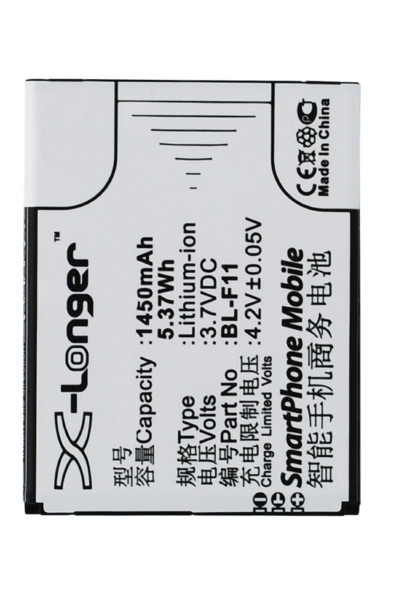 X-Longer™
型号
容量Capacity :1450mAh
5.37Wh
规格Type :Lithium-ion
电压Volts :3.7VDC
编号Part No :BL-F11
充电限制电压 :4.2V±0.05V
Charge Limited Volts
SmartPhone Mobile
智能手机商务电池
CE
Made in China